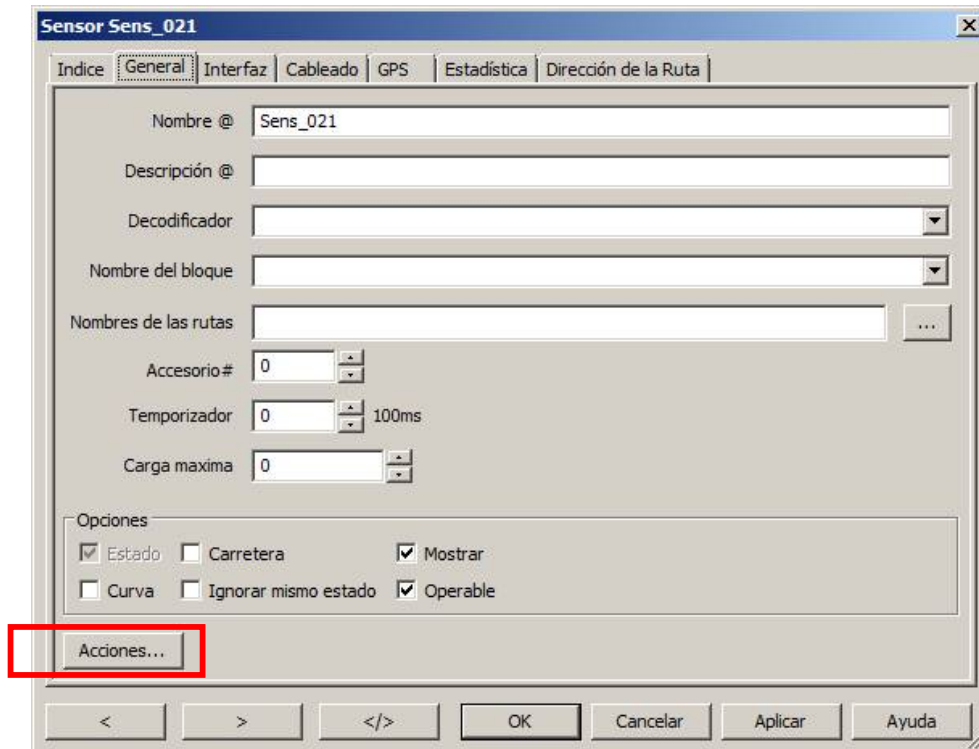 Sensor Sens_021
Indice General Interfaz Cableado GPS Estadística Dirección de la Ruta
Nombre @ Sens_021
Descripción @
Decodificador
Nombre del bloque
Nombres de las rutas ...
Accesorio# 0
Temporizador 0 100ms
Carga maxima 0
Opciones
Estado Carretera Mostrar
Curva Ignorar mismo estado Operable
Acciones...
< > </> OK Cancelar Aplicar Ayuda